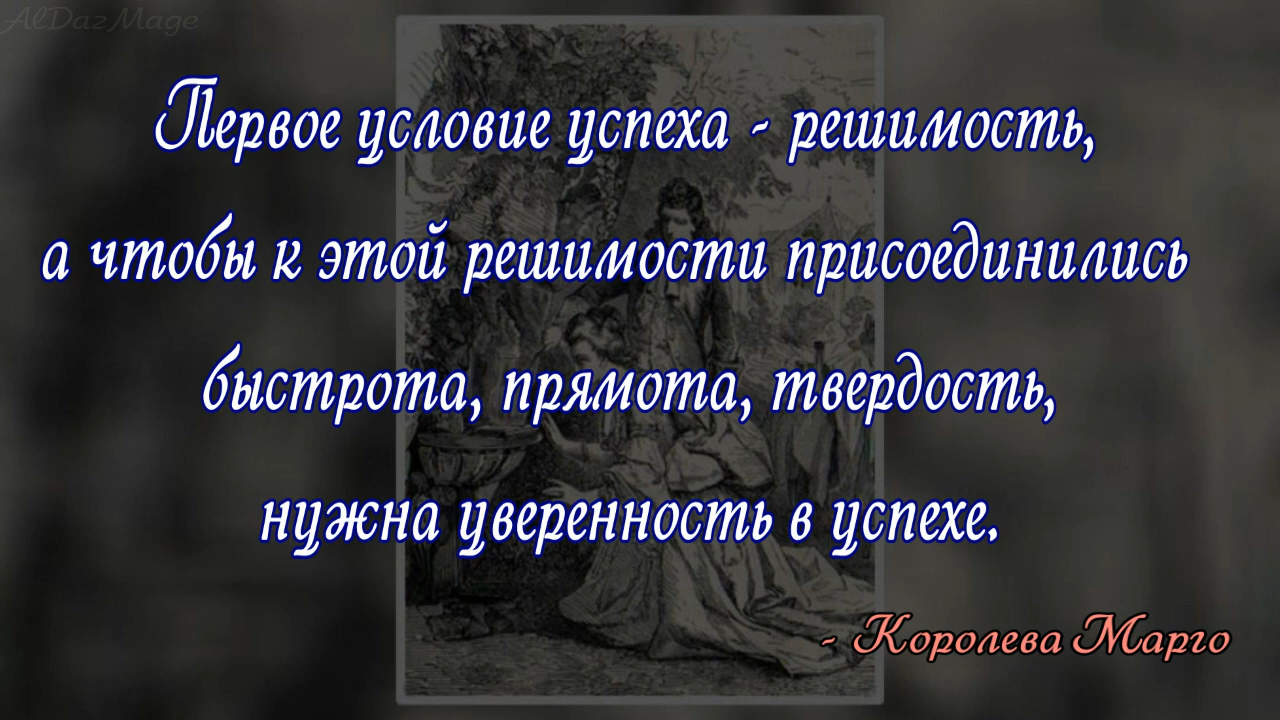 AlDazMage
Первое условие успеха - решимость,
а чтобы к этой решимости присоединились
быстрота, прямота, твердость,
нужна уверенность в успехе.
- Королева Марго